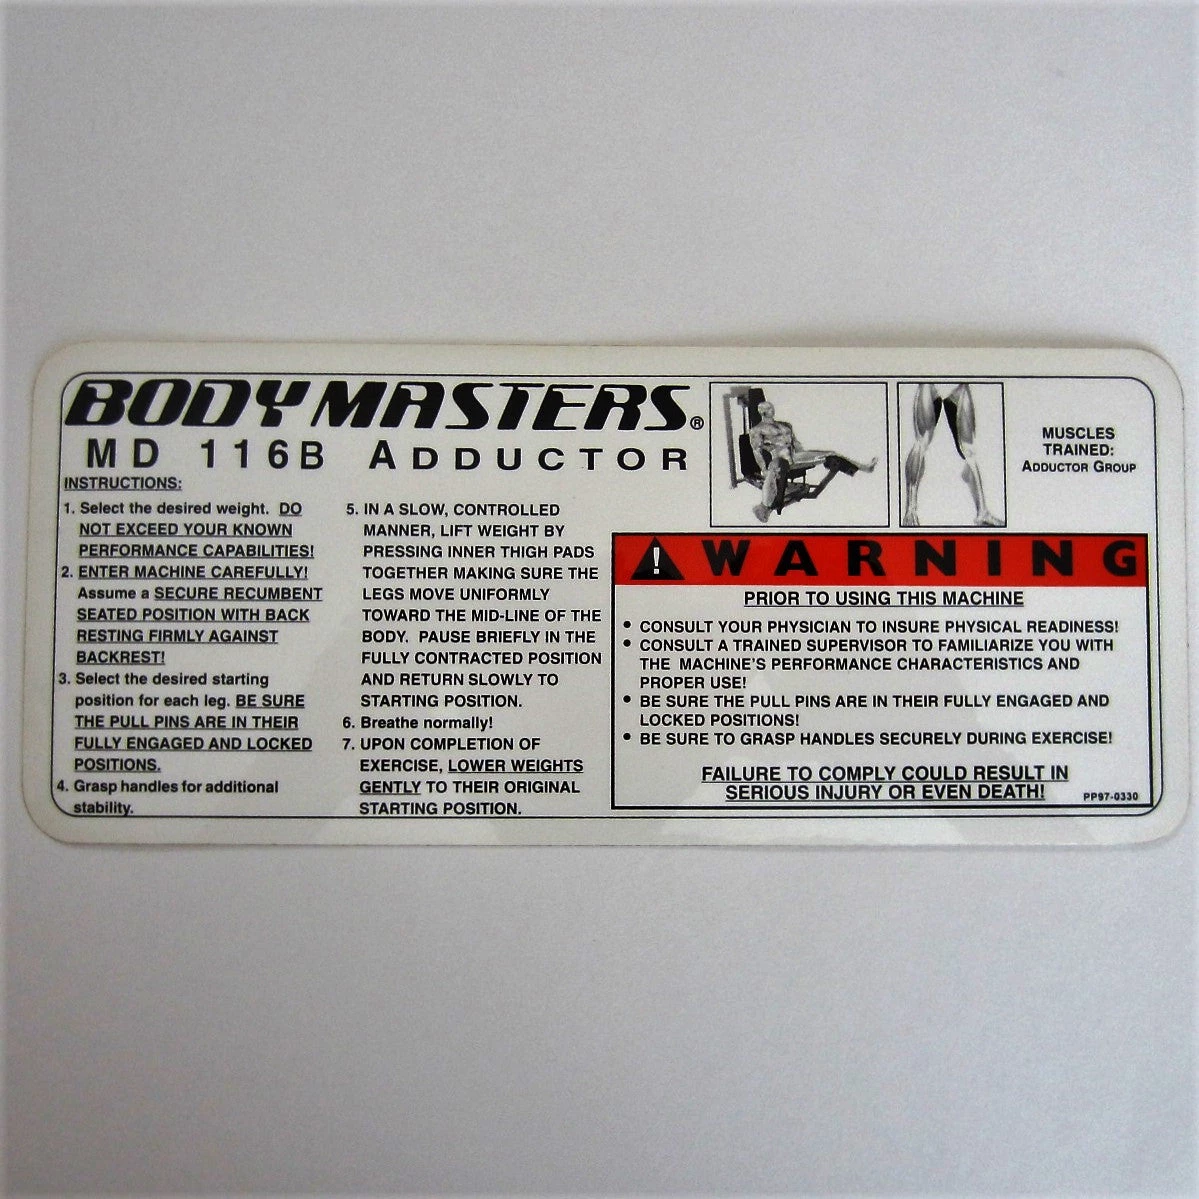 BODYMASTERS®
MD 116B ADDUCTOR
INSTRUCTIONS:
1. Select the desired weight. DO
NOT EXCEED YOUR KNOWN
PERFORMANCE CAPABILITIES!
2. ENTER MACHINE CAREFULLY!
Assume a SECURE RECUMBENT
SEATED POSITION WITH BACK
RESTING FIRMLY AGAINST
BACKREST!
3. Select the desired starting
position for each leg. BE SURE
THE PULL PINS ARE IN THEIR
FULLY ENGAGED AND LOCKED
POSITIONS.
4. Grasp handles for additional
stability.
5. IN A SLOW, CONTROLLED
MANNER, LIFT WEIGHT BY
PRESSING INNER THIGH PADS
TOGETHER MAKING SURE THE
LEGS MOVE UNIFORMLY
TOWARD THE MID-LINE OF THE
BODY. PAUSE BRIEFLY IN THE
FULLY CONTRACTED POSITION
AND RETURN SLOWLY TO
STARTING POSITION.
6. Breathe normally!
7. UPON COMPLETION OF
EXERCISE, LOWER WEIGHTS
GENTLY TO THEIR ORIGINAL
STARTING POSITION.
MUSCLES
TRAINED:
ADDUCTOR GROUP
! WARNING
PRIOR TO USING THIS MACHINE
• CONSULT YOUR PHYSICIAN TO INSURE PHYSICAL READINESS!
• CONSULT A TRAINED SUPERVISOR TO FAMILIARIZE YOU WITH
THE MACHINE'S PERFORMANCE CHARACTERISTICS AND
PROPER USE!
• BE SURE THE PULL PINS ARE IN THEIR FULLY ENGAGED AND
LOCKED POSITIONS!
• BE SURE TO GRASP HANDLES SECURELY DURING EXERCISE!
FAILURE TO COMPLY COULD RESULT IN
SERIOUS INJURY OR EVEN DEATH!
PP97-0330